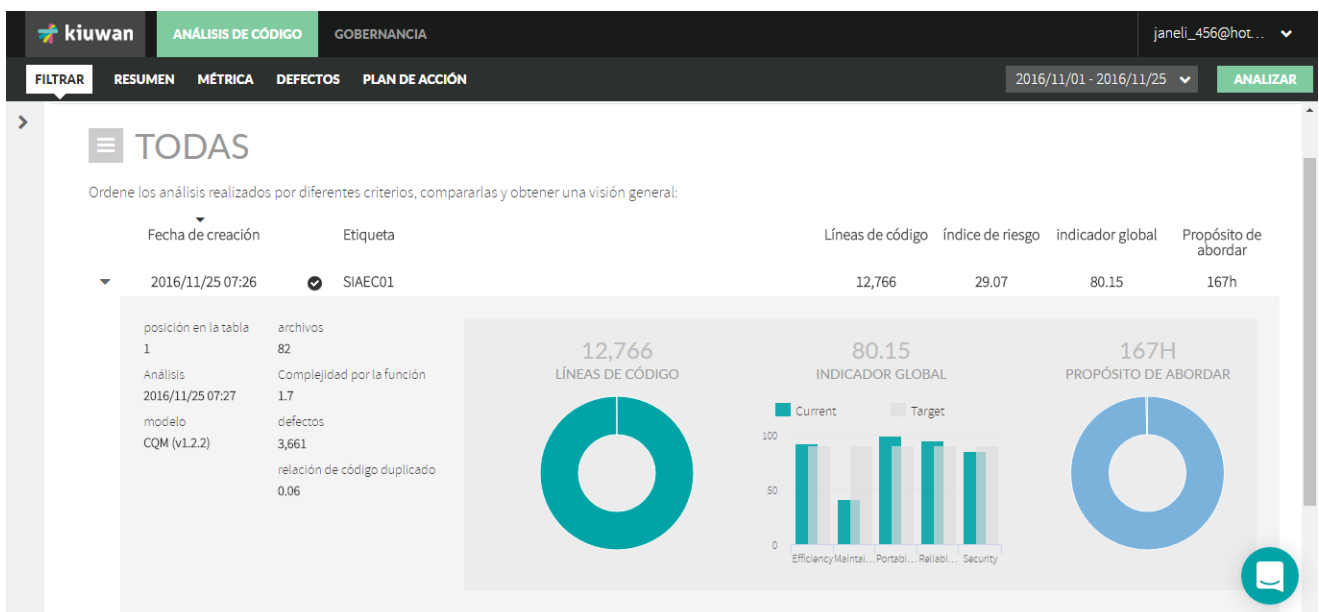 kiuwan ANÁLISIS DE CÓDIGO GOBERNANCIA janeli_456@hot...
FILTRAR RESUMEN MÉTRICA DEFECTOS PLAN DE ACCIÓN 2016/11/01 - 2016/11/25 ANALIZAR
TODAS
Ordene los análisis realizados por diferentes criterios, compararlas y obtener una visión general:
Fecha de creación Etiqueta Líneas de código índice de riesgo indicador global Propósito de
abordar
2016/11/25 07:26 SIAEC01 12,766 29.07 80.15 167h
posición en la tabla archivos
1 82
Análisis Complejidad por la función
2016/11/25 07:27 1.7
modelo defectos
CQM (v1.2.2) 3,661
relación de código duplicado
0.06
12,766
LÍNEAS DE CÓDIGO
80.15
INDICADOR GLOBAL
Current Target
100
50
0
Efficiency Maintai... Portabi... Reliabi... Security
167H
PROPÓSITO DE ABORDAR